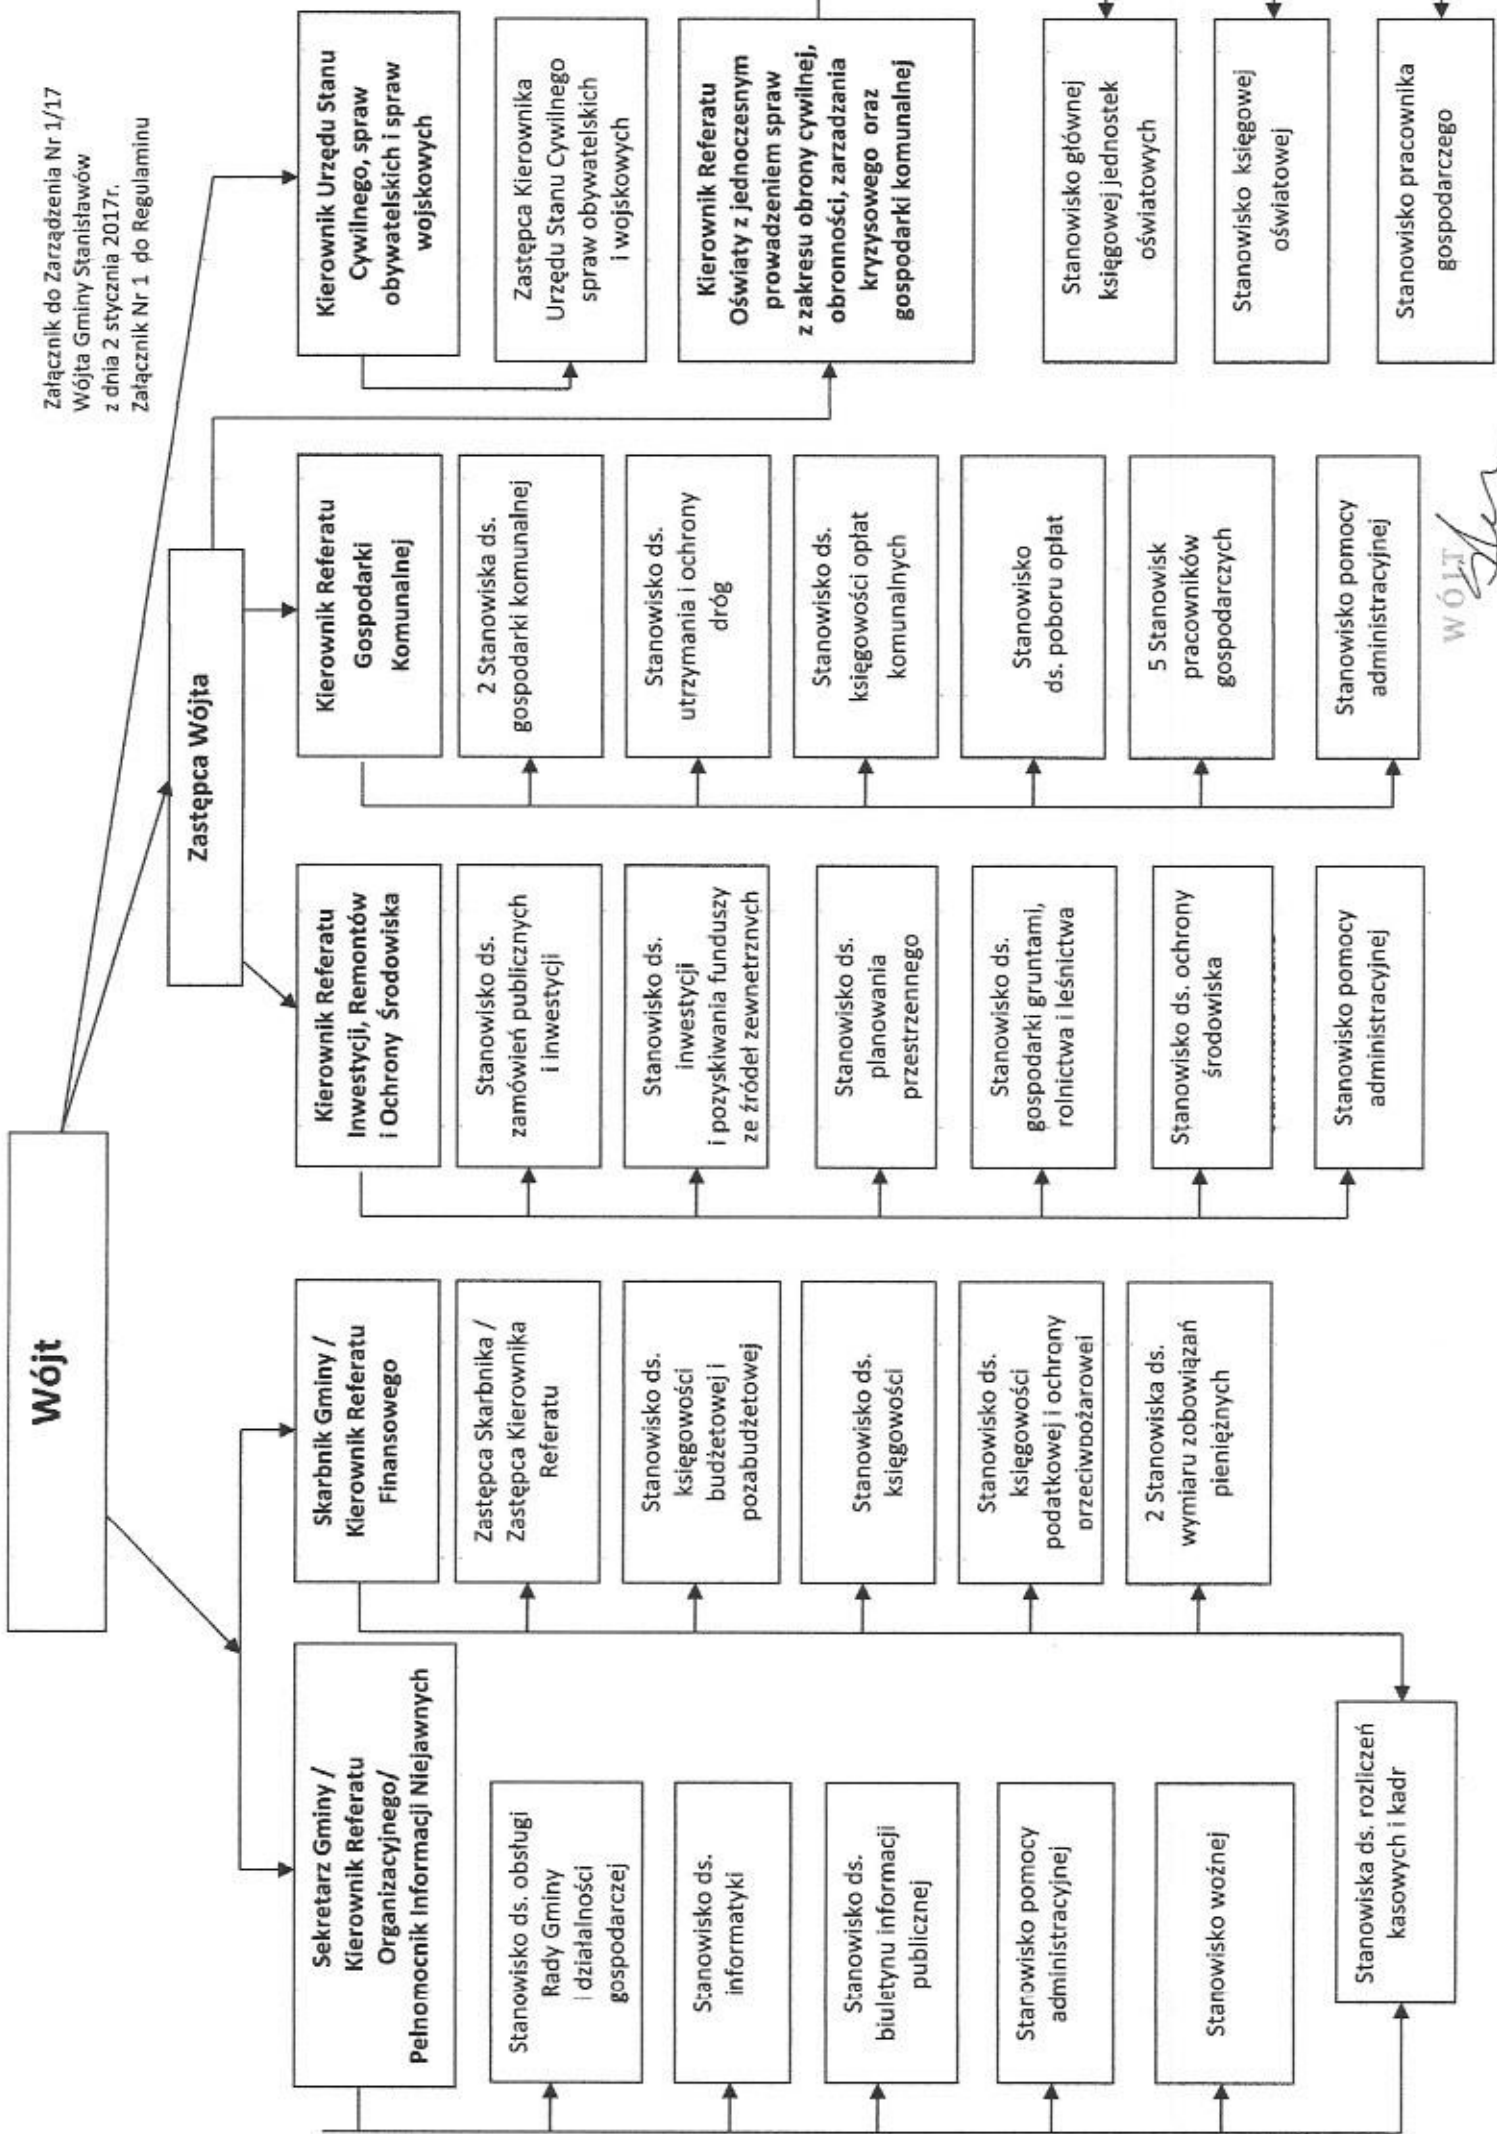 Załącznik do Zarządzenia Nr 1/17
Wójta Gminy Stanisławów
z dnia 2 stycznia 2017r.
Załącznik Nr 1 do Regulaminu
Wójt
Zastępca Wójta
Sekretarz Gminy /
Kierownik Referatu
Organizacyjnego/
Pełnomocnik Informacji Niejawnych
Stanowisko ds. obsługi
Rady Gminy
i działalności
gospodarczej
Stanowisko ds.
informatyki
Stanowisko ds.
biuletynu informacji
publicznej
Stanowisko pomocy
administracyjnej
Stanowisko woźnej
Stanowiska ds. rozliczeń
kasowych i kadr
Skarbnik Gminy /
Kierownik Referatu
Finansowego
Zastępca Skarbnika /
Zastępca Kierownika
Referatu
Stanowisko ds.
księgowości
budżetowej i
pozabudżetowej
Stanowisko ds.
księgowości
Stanowisko ds.
księgowości
podatkowej i ochrony
przeciwpożarowei
2 Stanowiska ds.
wymiaru zobowiązań
pieniężnych
Kierownik Referatu
Inwestycji, Remontów
i Ochrony Środowiska
Stanowisko ds.
zamówień publicznych
i inwestycji
Stanowisko ds.
inwestycji
i pozyskiwania funduszy
ze źródeł zewnetrznvch
Stanowisko ds.
planowania
przestrzennego
Stanowisko ds.
gospodarki gruntami,
rolnictwa i leśnictwa
Stanowisko ds. ochrony
środowiska
Stanowisko pomocy
administracyjnej
Kierownik Referatu
Gospodarki
Komunalnej
2 Stanowiska ds.
gospodarki komunalnej
Stanowisko ds.
utrzymania i ochrony
dróg
Stanowisko ds.
księgowości opłat
komunalnych
Stanowisko
ds. poboru opłat
5 Stanowisk
pracowników
gospodarczych
Stanowisko pomocy
administracyjnej
Kierownik Urzędu Stanu
Cywilnego, spraw
obywatelskich i spraw
wojskowych
Zastępca Kierownika
Urzędu Stanu Cywilnego
spraw obywatelskich
i wojskowych
Kierownik Referatu
Oświaty z jednoczesnym
prowadzeniem spraw
z zakresu obrony cywilnej,
obronności, zarzadzania
kryzysowego oraz
gospodarki komunalnej
Stanowisko głównej
księgowej jednostek
oświatowych
Stanowisko księgowej
oświatowej
Stanowisko pracownika
gospodarczego
WÓJT